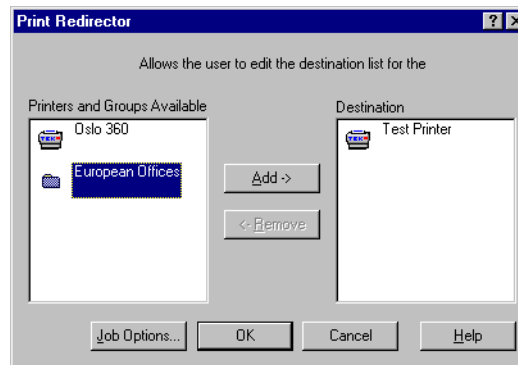 Print Redirector
Allows the user to edit the destination list for the
Printers and Groups Available
Destination
Oslo 360
European Offices
Add ->
<- Remove
Test Printer
Job Options...
OK
Cancel
Help